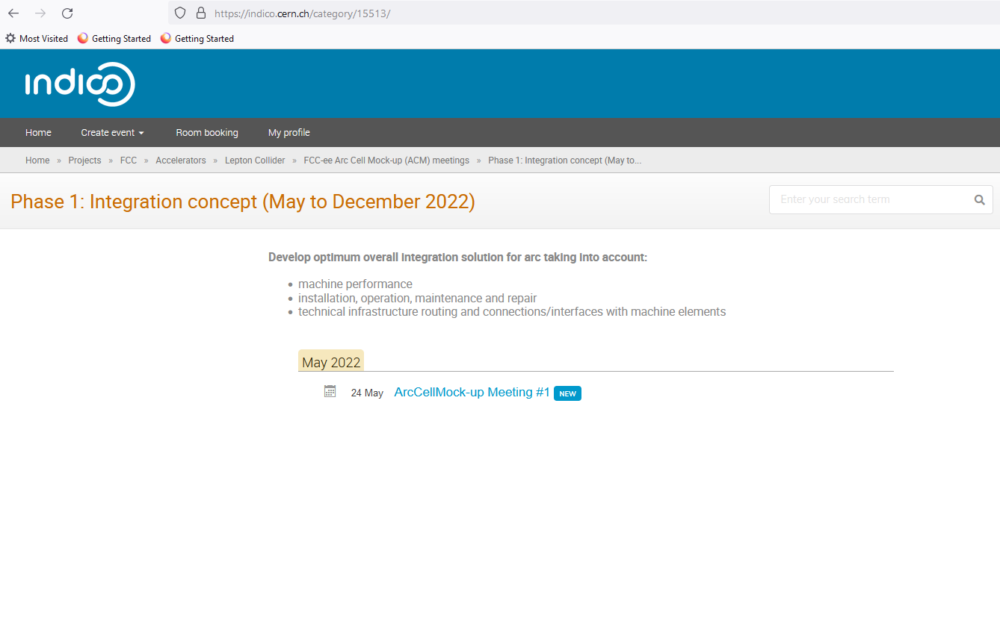 https://indico.cern.ch/category/15513/
Most Visited Getting Started Getting Started
indico
Home Create event Room booking My profile
Home » Projects » FCC » Accelerators » Lepton Collider » FCC-ee Arc Cell Mock-up (ACM) meetings » Phase 1: Integration concept (May to...
Phase 1: Integration concept (May to December 2022)
Enter your search term
Develop optimum overall integration solution for arc taking into account:
• machine performance
• installation, operation, maintenance and repair
• technical infrastructure routing and connections/interfaces with machine elements
May 2022
24 May ArcCellMock-up Meeting #1 NEW